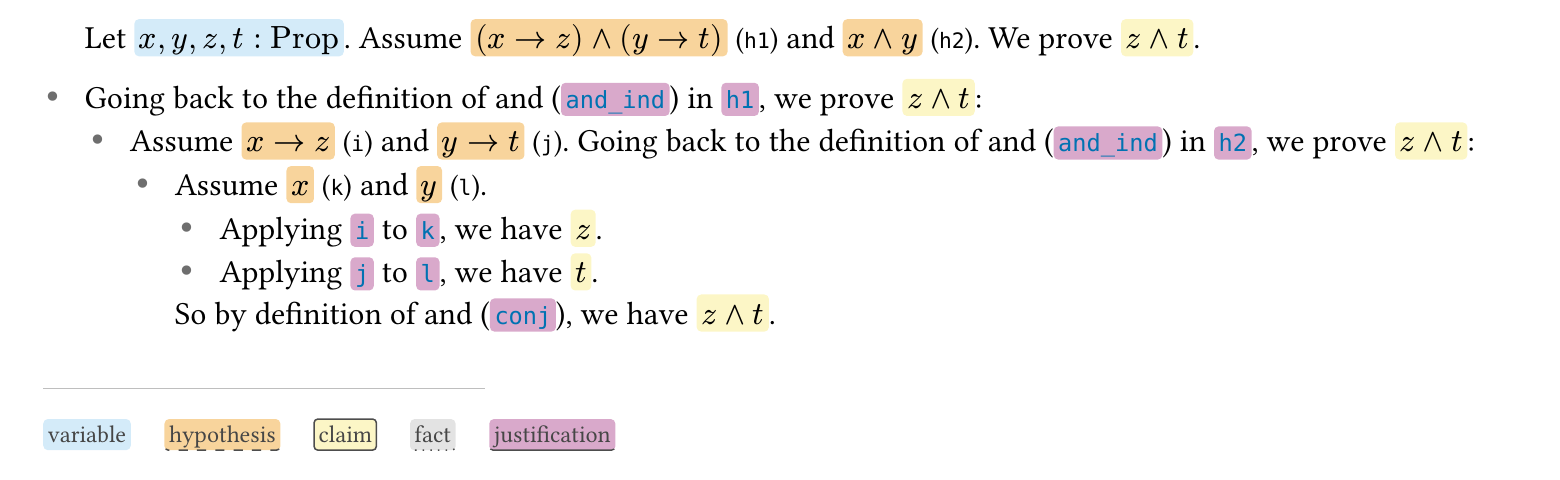 Let x, y, z, t : Prop. Assume (x → z) ∧ (y → t) (h1) and x ∧ y (h2). We prove z ∧ t.
• Going back to the definition of and (and_ind) in h1, we prove z ∧ t:
• Assume x → z (i) and y → t (j). Going back to the definition of and (and_ind) in h2, we prove z ∧ t:
• Assume x (k) and y (l).
• Applying i to k, we have z.
• Applying j to l, we have t.
So by definition of and (conj), we have z ∧ t.
variable hypothesis claim fact justification